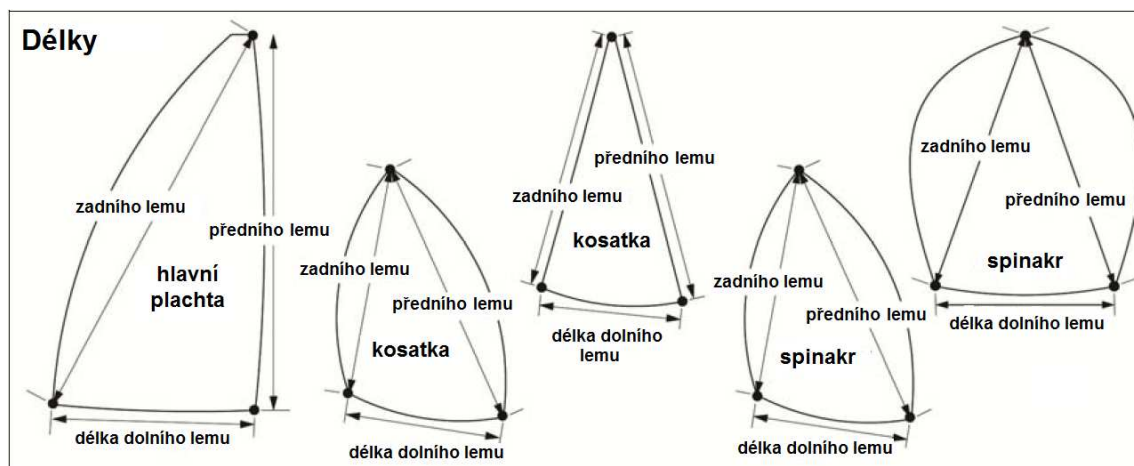 Délky
zadního lemu
předního lemu
hlavní
plachta
délka dolního lemu
zadního lemu
předního lemu
kosatka
délka dolního lemu
předního lemu
zadního lemu
kosatka
délka dolního
lemu
zadního lemu
předního lemu
spinakr
délka dolního lemu
zadního lemu
předního lemu
spinakr
délka dolního lemu